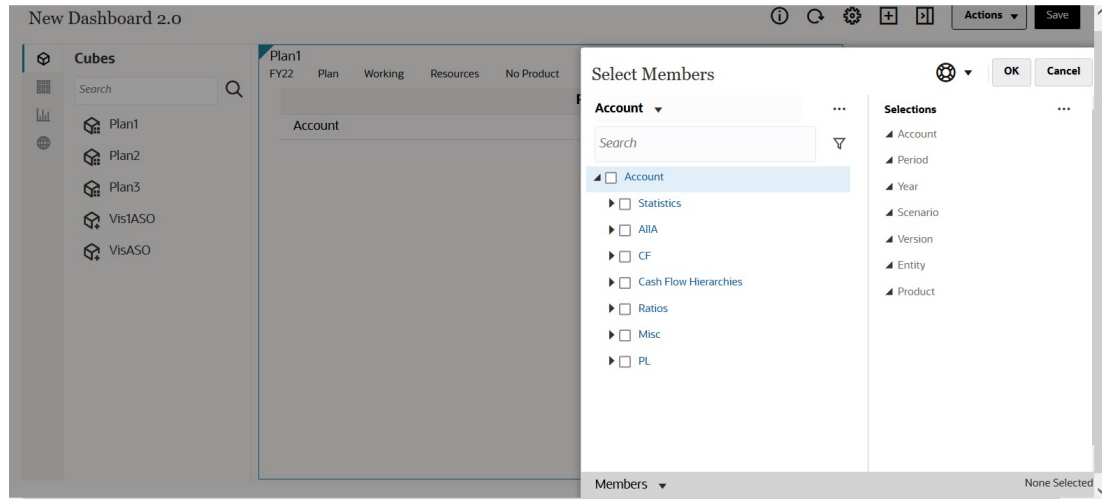 New Dashboard 2.0
Actions
Save
Cubes
Search
Plan1
Plan2
Plan3
Vis1ASO
VisASO
Plan1
FY22 Plan Working Resources No Product
Account
Select Members
OK
Cancel
Account
...
Search
Account
Statistics
AllA
CF
Cash Flow Hierarchies
Ratios
Misc
PL
Selections
...
Account
Period
Year
Scenario
Version
Entity
Product
Members
None Selected